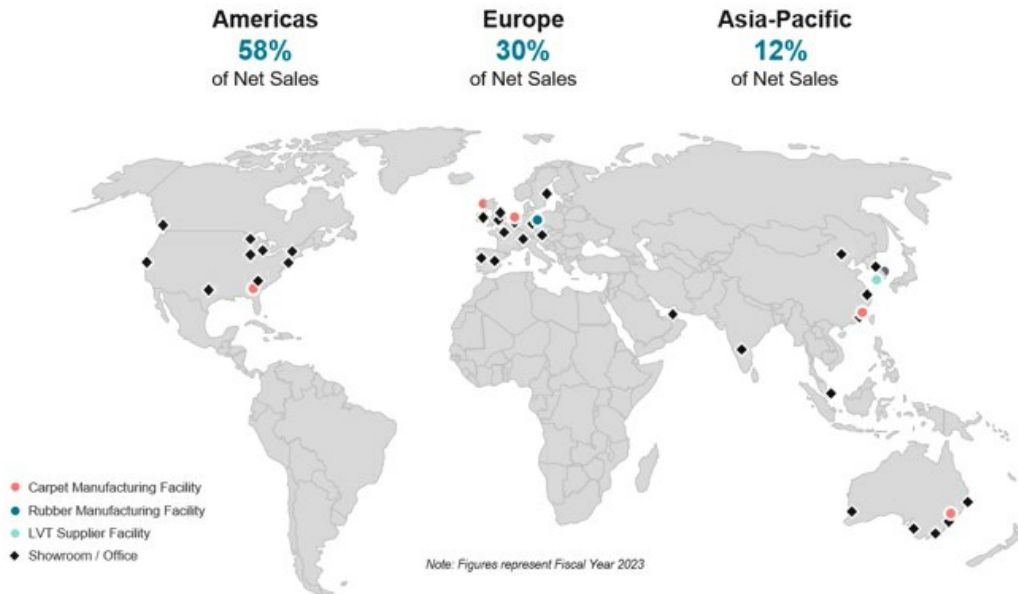 Americas
58%
of Net Sales
Europe
30%
of Net Sales
Asia-Pacific
12%
of Net Sales
Carpet Manufacturing Facility
Rubber Manufacturing Facility
LVT Supplier Facility
Showroom / Office
Note: Figures represent Fiscal Year 2023